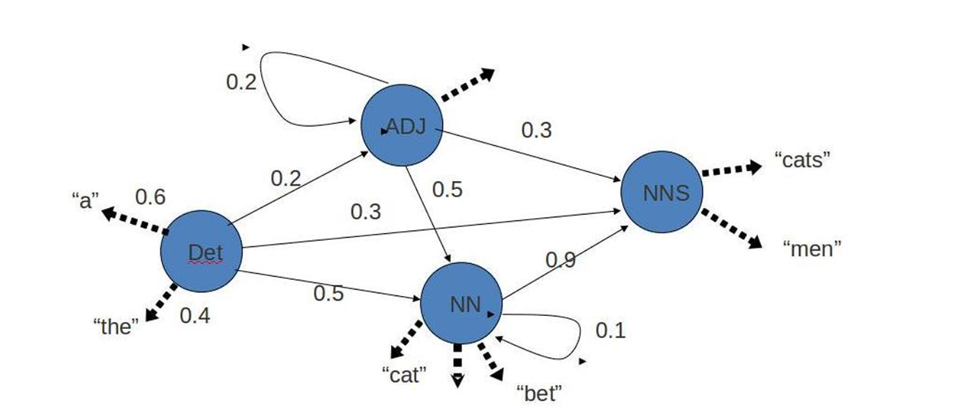 0.2
ADJ
0.3
"cats"
0.2
0.5
NNS
"a"
0.6
0.3
"men"
Det
0.9
0.5
NN
"the"
0.4
0.1
"cat"
"bet"